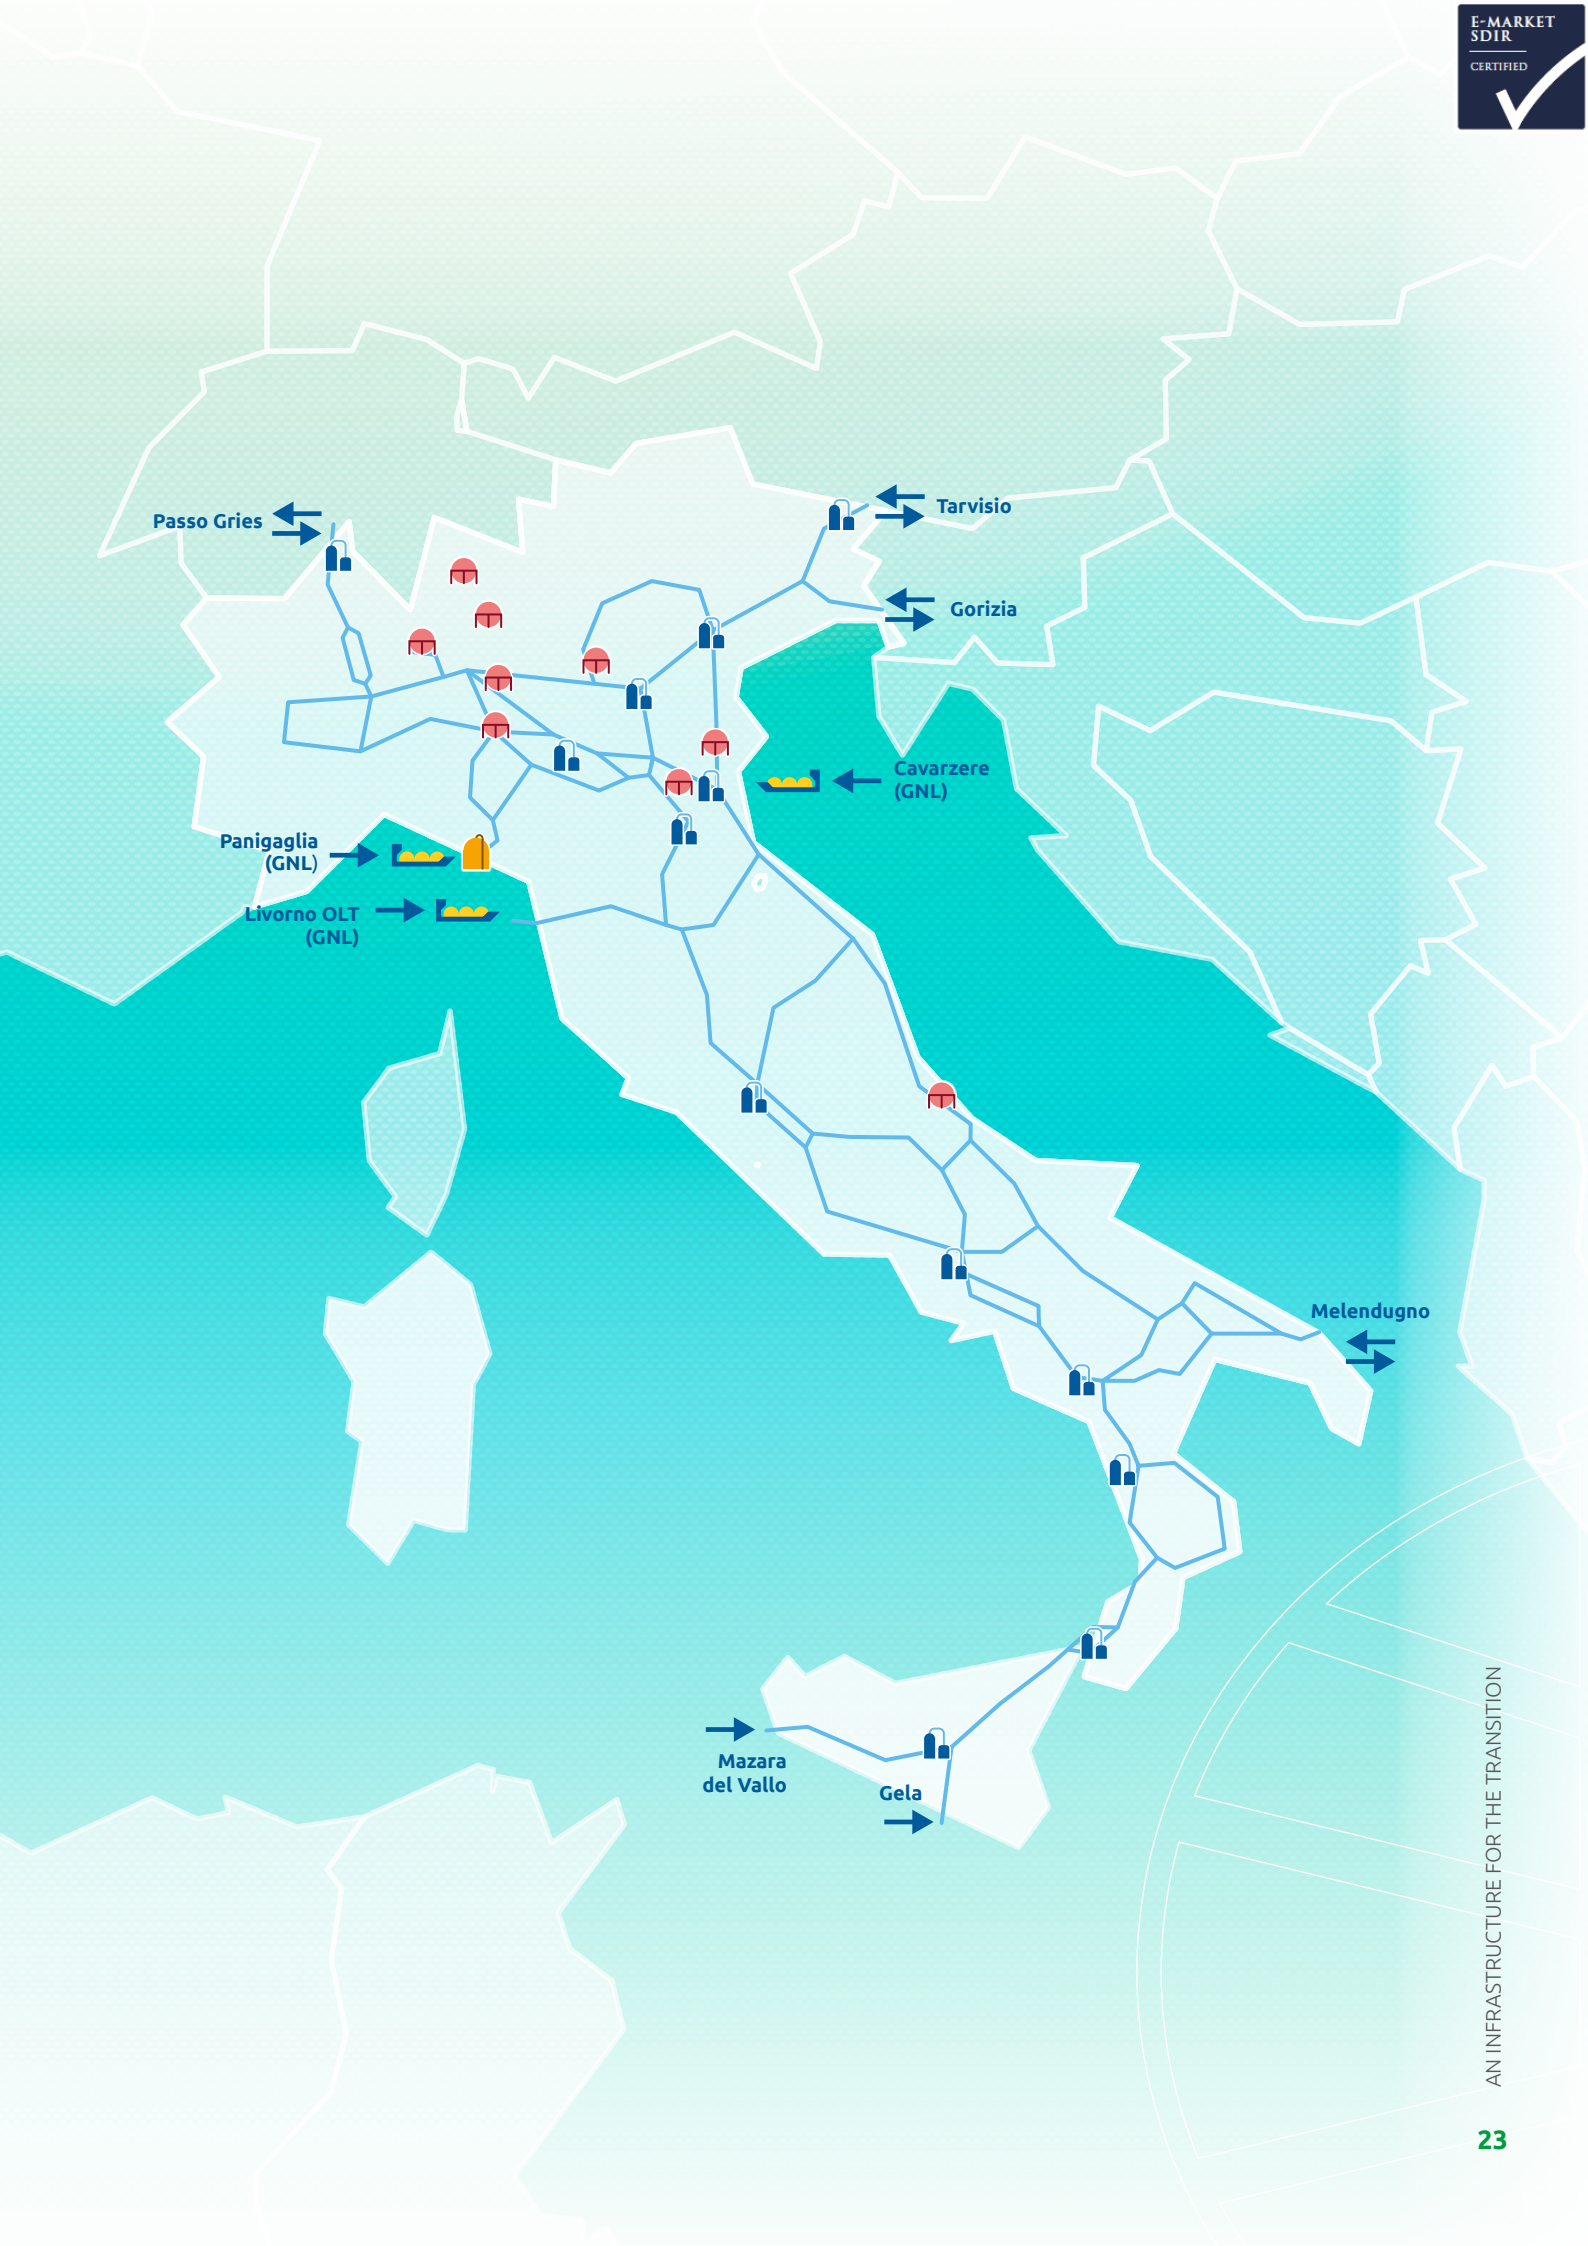 E-MARKET
SDIR
CERTIFIED
Passo Gries
Tarvisio
Gorizia
Cavarzere
(GNL)
Panigaglia
(GNL)
Livorno OLT
(GNL)
Melendugno
Mazara
del Vallo
Gela
AN INFRASTRUCTURE FOR THE TRANSITION
23